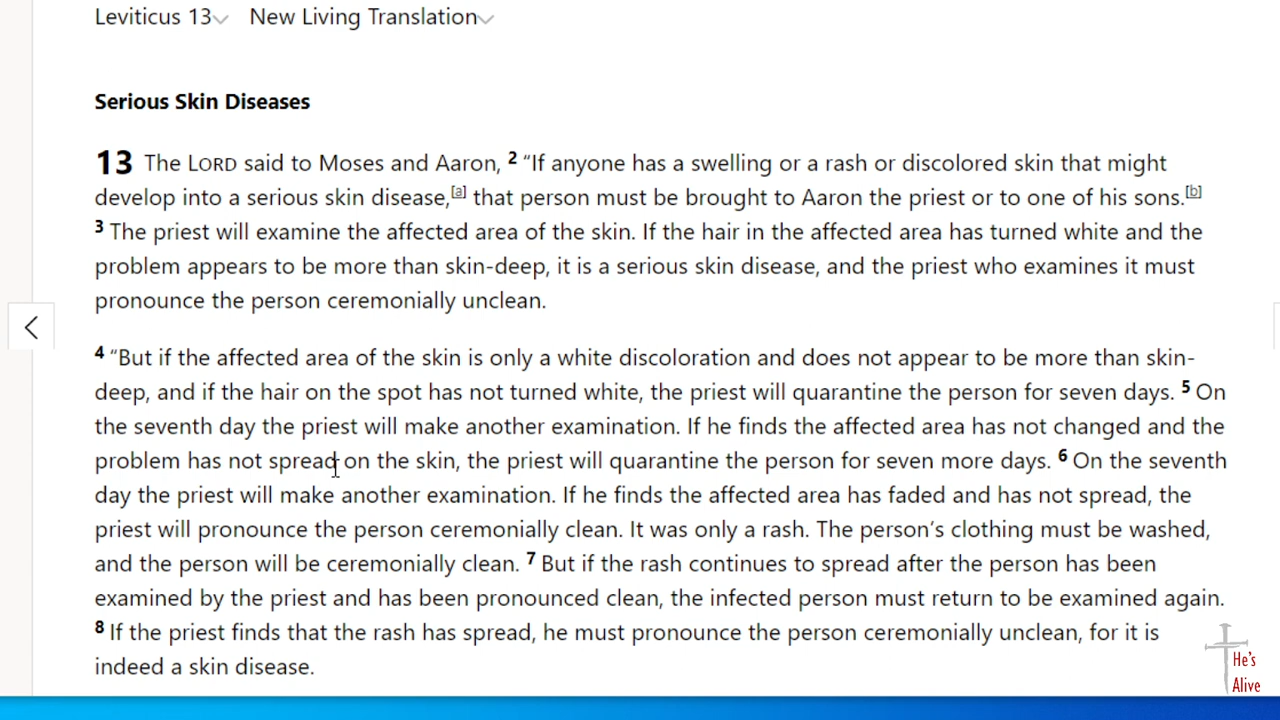 Leviticus 13 New Living Translation
Serious Skin Diseases
13 The LORD said to Moses and Aaron, 2 “If anyone has a swelling or a rash or discolored skin that might
develop into a serious skin disease,[a] that person must be brought to Aaron the priest or to one of his sons.[b]
3 The priest will examine the affected area of the skin. If the hair in the affected area has turned white and the
problem appears to be more than skin-deep, it is a serious skin disease, and the priest who examines it must
pronounce the person ceremonially unclean.
4 “But if the affected area of the skin is only a white discoloration and does not appear to be more than skin-
deep, and if the hair on the spot has not turned white, the priest will quarantine the person for seven days. 5 On
the seventh day the priest will make another examination. If he finds the affected area has not changed and the
problem has not spread on the skin, the priest will quarantine the person for seven more days. 6 On the seventh
day the priest will make another examination. If he finds the affected area has faded and has not spread, the
priest will pronounce the person ceremonially clean. It was only a rash. The person’s clothing must be washed,
and the person will be ceremonially clean. 7 But if the rash continues to spread after the person has been
examined by the priest and has been pronounced clean, the infected person must return to be examined again.
8 If the priest finds that the rash has spread, he must pronounce the person ceremonially unclean, for it is
indeed a skin disease.
He’s
Alive